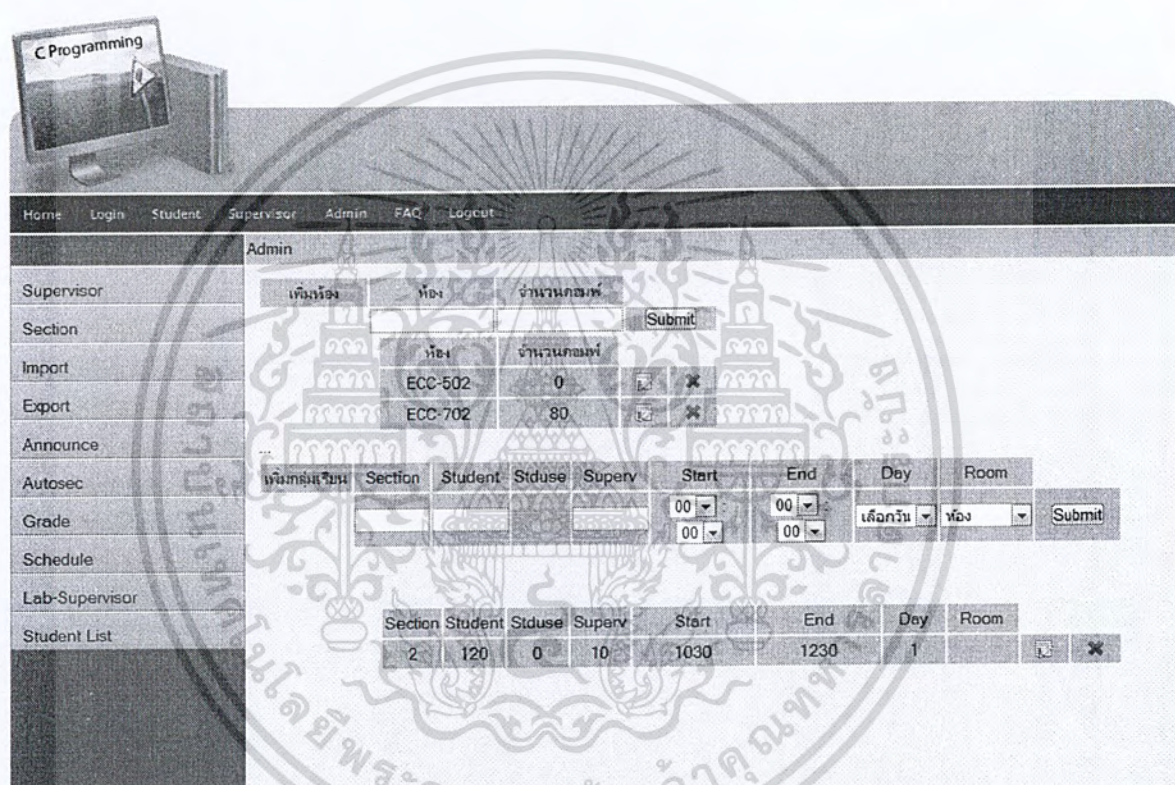 C Programming
Home Login Student Supervisor Admin FAQ Logout
Admin
Supervisor
Section
Import
Export
Announce
Autosec
Grade
Schedule
Lab-Supervisor
Student List
เพิ่มห้อง ห้อง จำนวนคอมพ์
Submit
ห้อง จำนวนคอมพ์
ECC-502 0
ECC-702 80
...
เพิ่มกลุ่มเรียน Section Student Stduse Superv Start End Day Room
00 : 00 :
00 00 เลือกวัน ห้อง Submit
Section Student Stduse Superv Start End Day Room
2 120 0 10 1030 1230 1